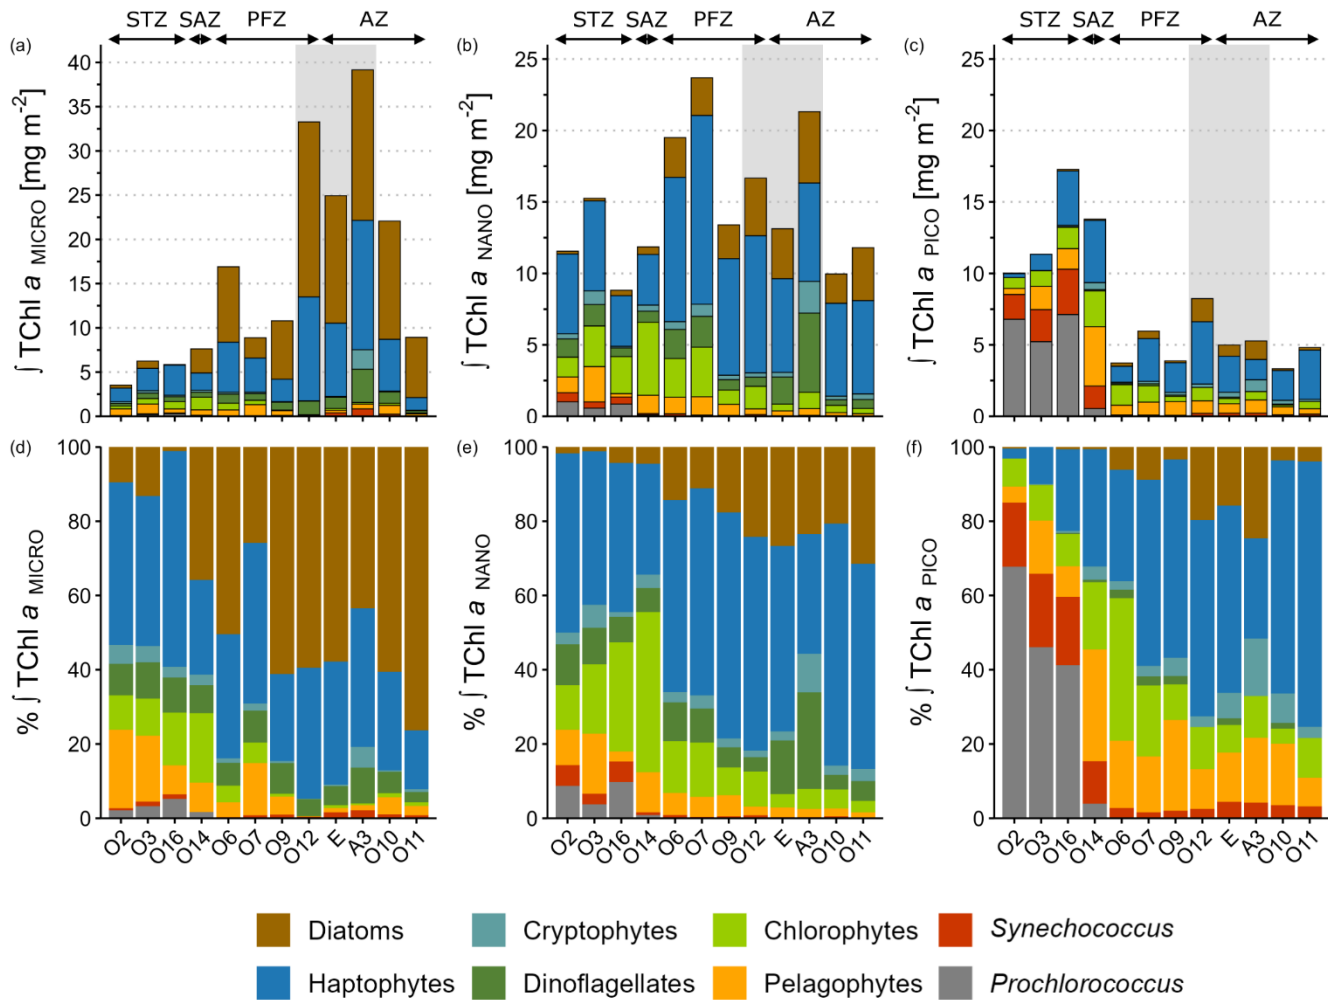 STZ SAZ PFZ AZ
STZ SAZ PFZ AZ
STZ SAZ PFZ AZ
(a)
40
35
30
25
20
15
10
5
0
∫ TChl a MICRO [mg m-2]
(b)
25
20
15
10
5
0
∫ TChl a NANO [mg m-2]
(c)
25
20
15
10
5
0
∫ TChl a PICO [mg m-2]
(d)
100
80
60
40
20
0
% ∫ TChl a MICRO
O2 O3 O16 O14 O6 O7 O9 O12 E A3 O10 O11
(e)
100
80
60
40
20
0
% ∫ TChl a NANO
O2 O3 O16 O14 O6 O7 O9 O12 E A3 O10 O11
(f)
100
80
60
40
20
0
% ∫ TChl a PICO
O2 O3 O16 O14 O6 O7 O9 O12 E A3 O10 O11
Diatoms Cryptophytes Chlorophytes Synechococcus
Haptophytes Dinoflagellates Pelagophytes Prochlorococcus